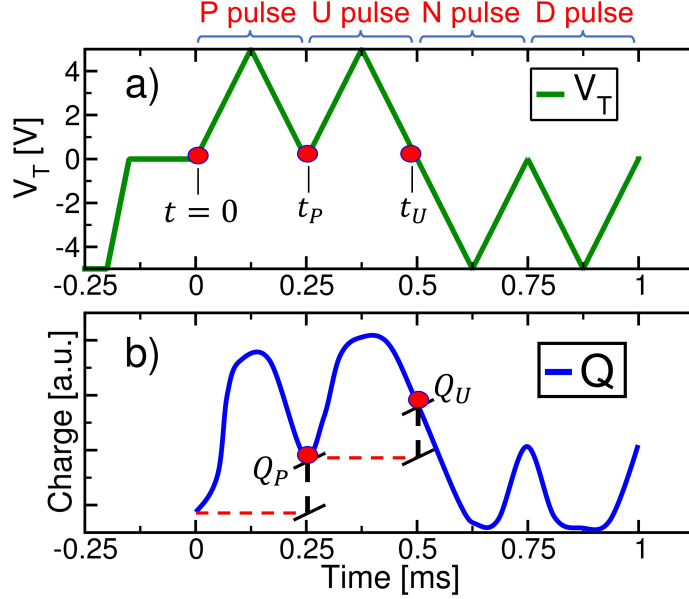 P pulse U pulse N pulse D pulse
a)
V_T
V_T [V]
4
2
0
-2
-4
t = 0
t_P
t_U
-0.25 0 0.25 0.5 0.75 1
b)
Q
Charge [a.u.]
Q_P
Q_U
-0.25 0 0.25 0.5 0.75 1
Time [ms]